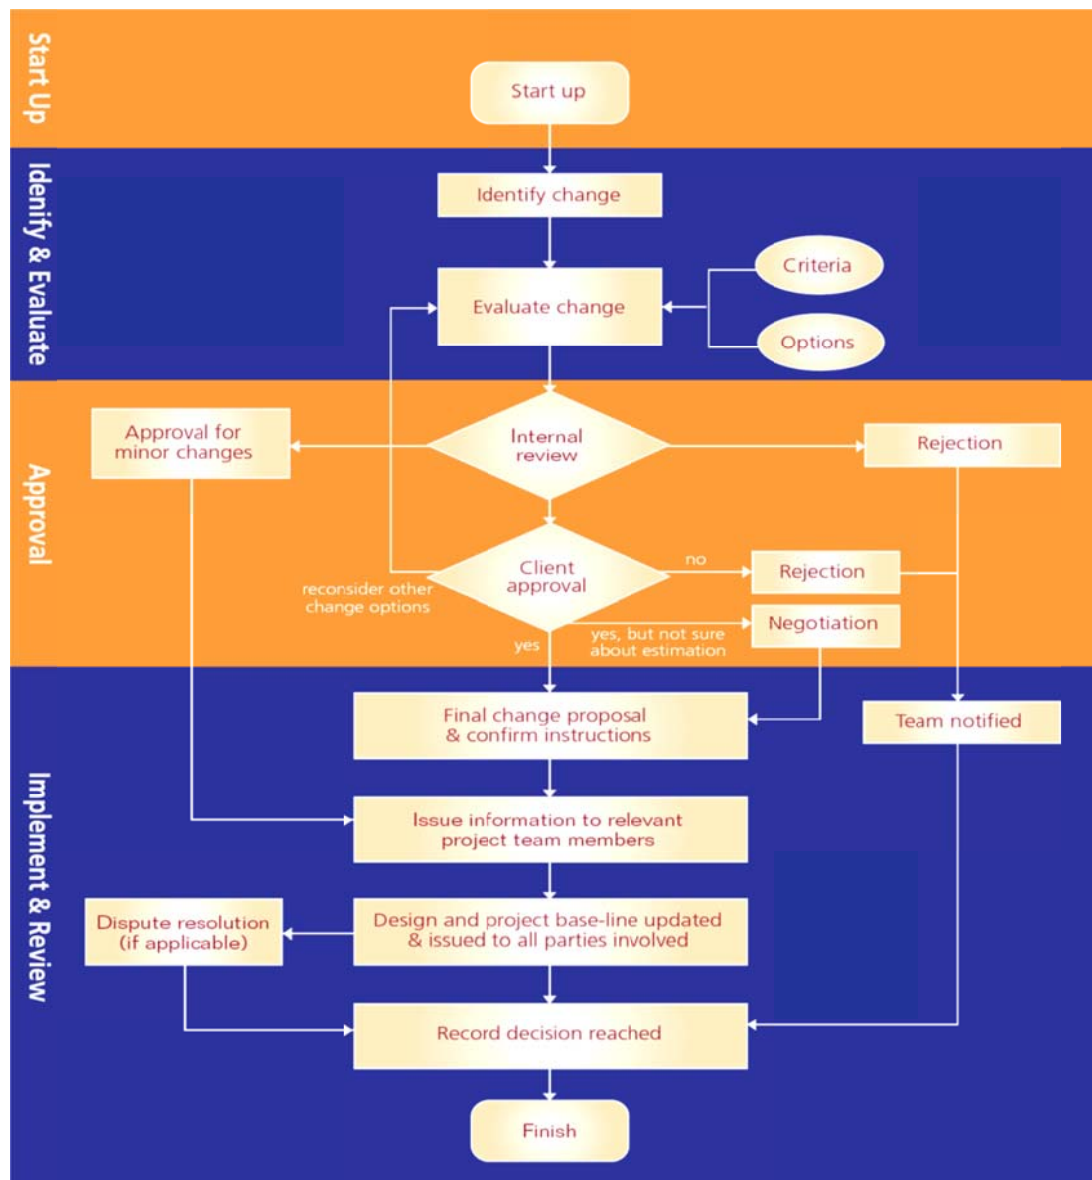 Start Up
Start up
Idenify & Evaluate
Identify change
Evaluate change
Criteria
Options
Approval
Approval for
minor changes
Internal
review
Rejection
Client
approval
reconsider other
change options
no
Rejection
yes
yes, but not sure
about estimation
Negotiation
Implement & Review
Final change proposal
& confirm instructions
Team notified
Issue information to relevant
project team members
Dispute resolution
(if applicable)
Design and project base-line updated
& issued to all parties involved
Record decision reached
Finish